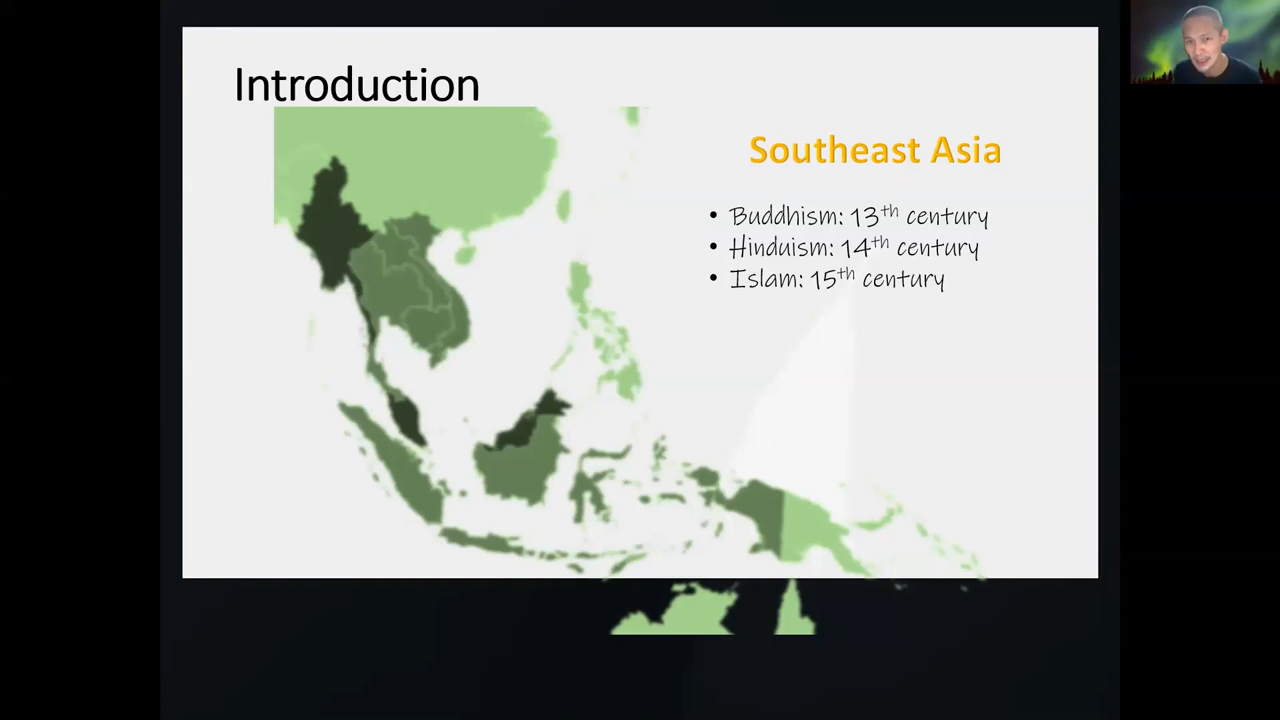 Introduction
Southeast Asia
• Buddhism: 13th century
• Hinduism: 14th century
• Islam: 15th century